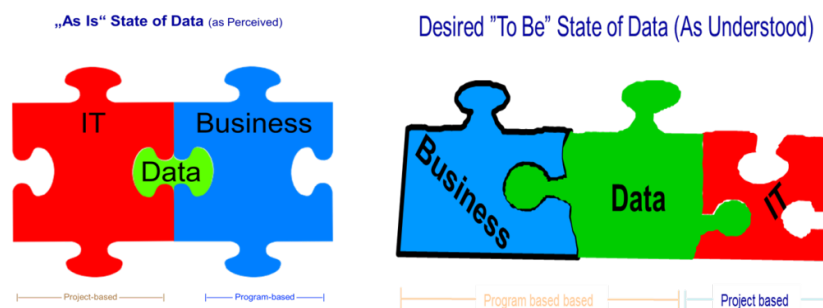 „As Is“ State of Data (as Perceived)
IT
Business
Data
Project-based
Program-based
Desired ”To Be” State of Data (As Understood)
Business
Data
IT
Program based based
Project based